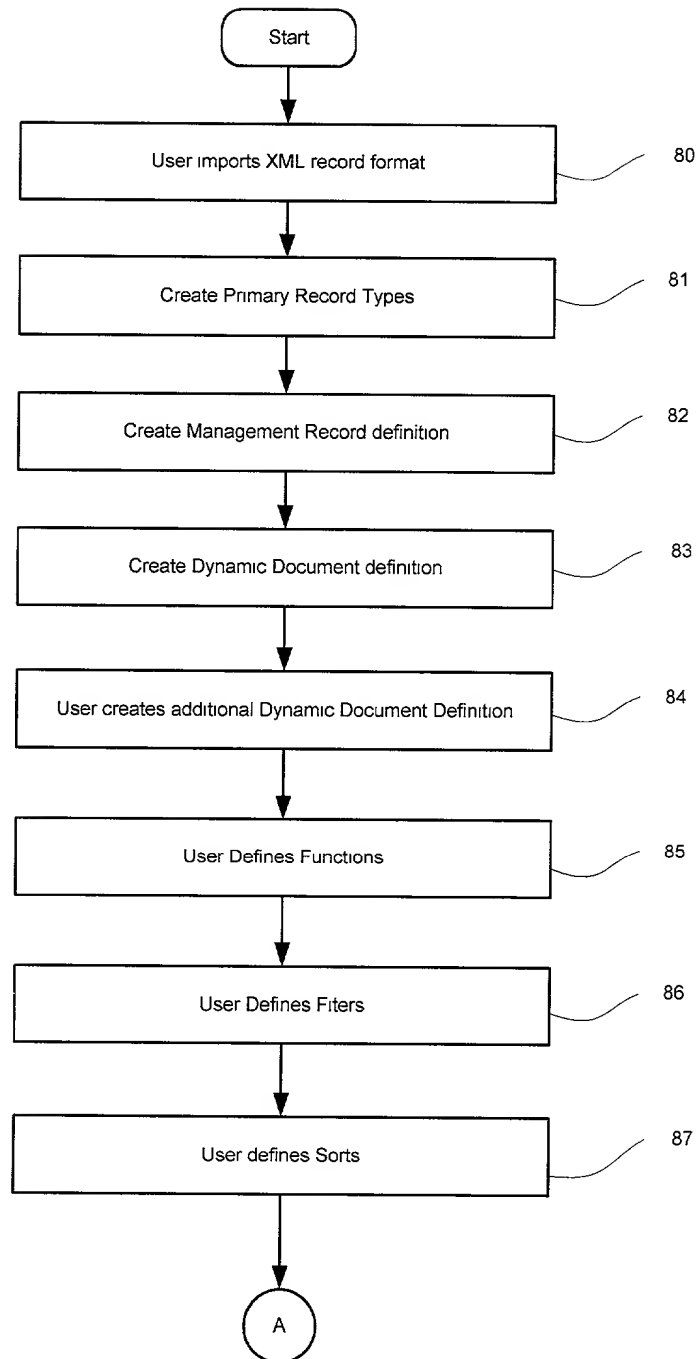 Start
User imports XML record format
80
Create Primary Record Types
81
Create Management Record definition
82
Create Dynamic Document definition
83
User creates additional Dynamic Document Definition
84
User Defines Functions
85
User Defines Fiters
86
User defines Sorts
87
A